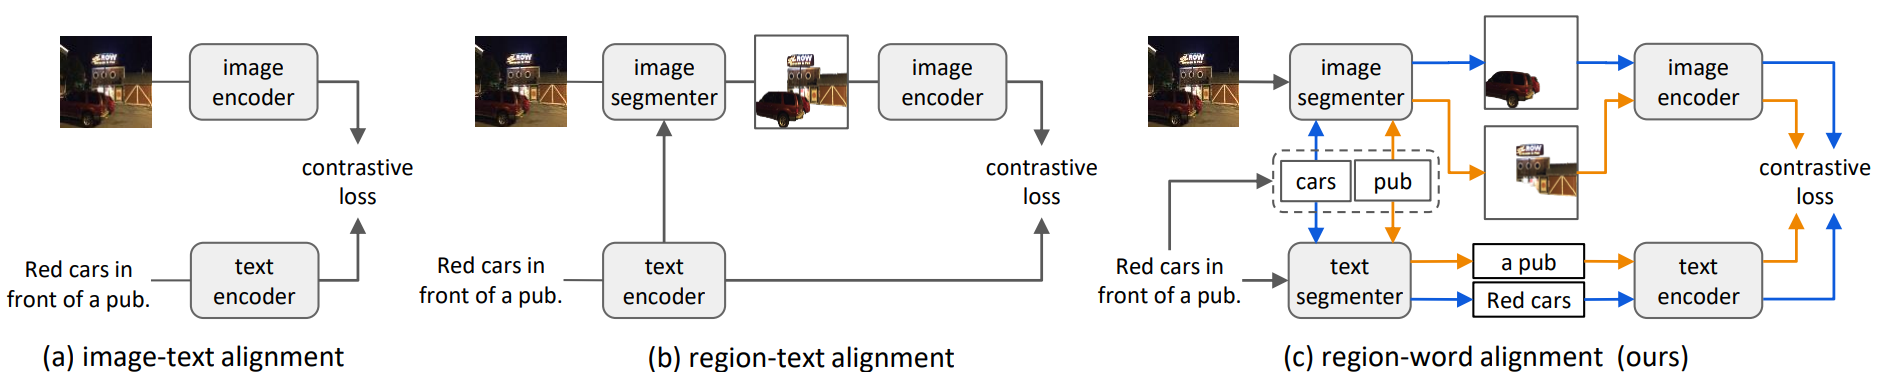 image
encoder
contrastive
loss
Red cars in
front of a pub.
text
encoder
(a) image-text alignment
image
segmenter
ROW
image
encoder
contrastive
loss
Red cars in
front of a pub.
text
encoder
(b) region-text alignment
image
segmenter
image
encoder
cars
pub
contrastive
loss
Red cars in
front of a pub.
text
segmenter
a pub
Red cars
text
encoder
(c) region-word alignment (ours)